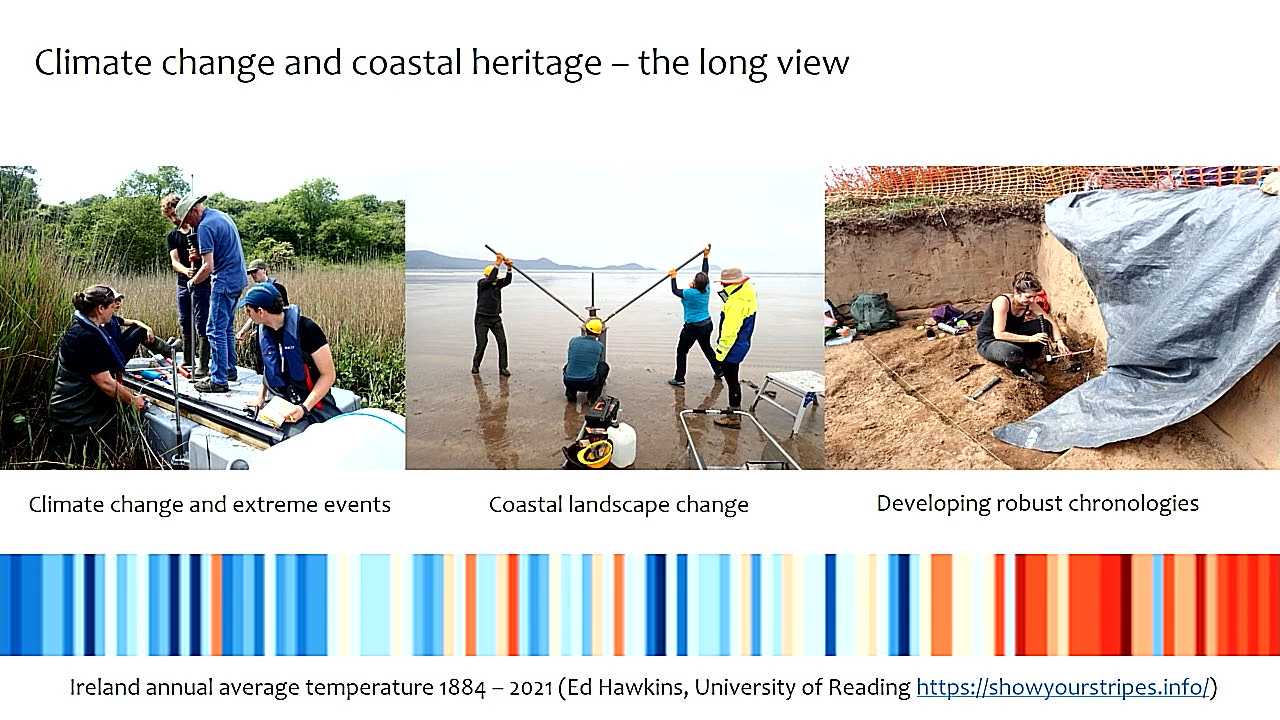 Climate change and coastal heritage – the long view
Climate change and extreme events
Coastal landscape change
Developing robust chronologies
Ireland annual average temperature 1884 – 2021 (Ed Hawkins, University of Reading https://showyourstripes.info/)